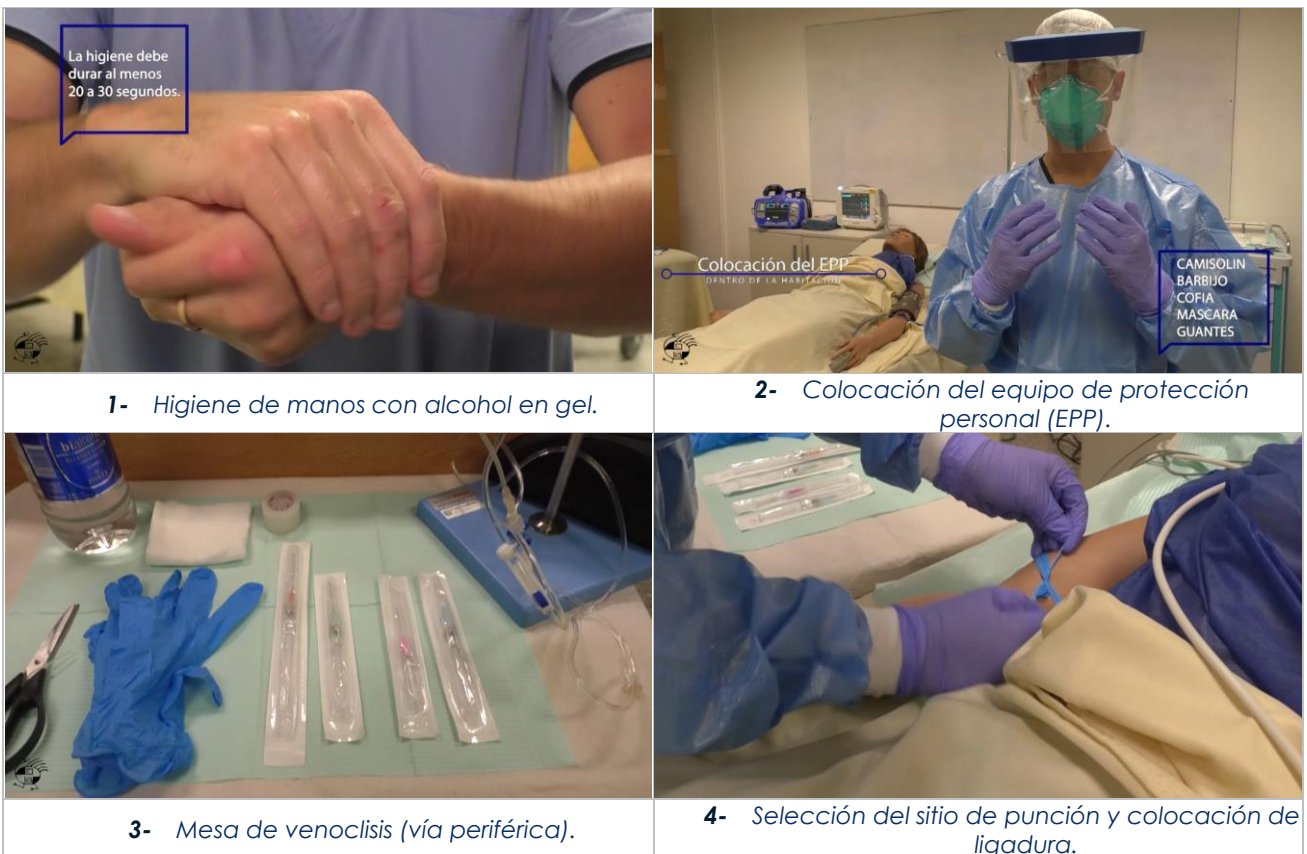 La higiene debe
durar al menos
20 a 30 segundos.
Colocación del EPP
DENTRO DE LA HABITACION
CAMISOLIN
BARBIJO
COFIA
MASCARA
GUANTES
1- Higiene de manos con alcohol en gel.
2- Colocación del equipo de protección
personal (EPP).
bialcohol
3- Mesa de venoclisis (vía periférica).
4- Selección del sitio de punción y colocación de
ligadura.